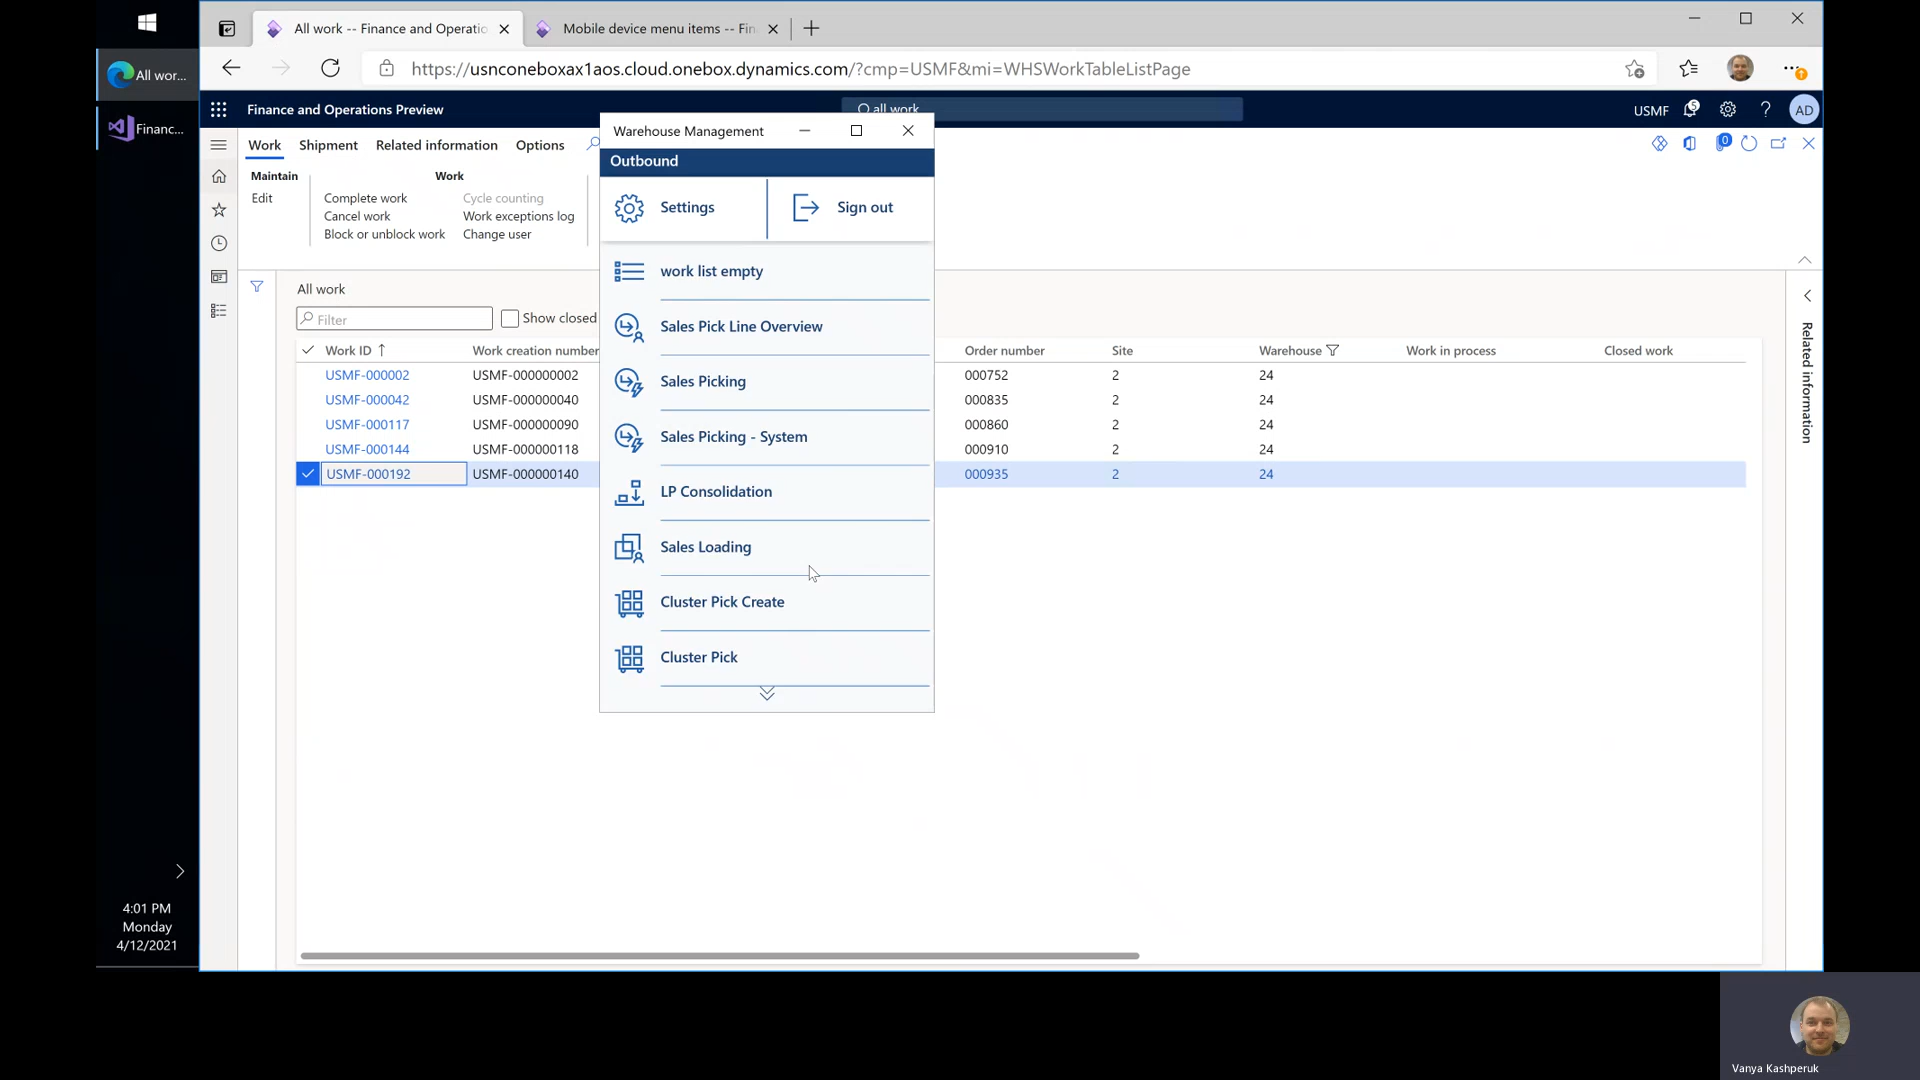 All wor...
Financ...
4:01 PM
Monday
4/12/2021
All work -- Finance and Operatio
Mobile device menu items -- Fin
https://usnconeboxax1aos.cloud.onebox.dynamics.com/?cmp=USMF&mi=WHSWorkTableListPage
Finance and Operations Preview
all work
USMF
5
AD
Work
Shipment
Related information
Options
0
Maintain
Edit
Work
Complete work
Cancel work
Block or unblock work
Cycle counting
Work exceptions log
Change user
All work
Filter
Show closed
Work ID
Work creation number
Order number
Site
Warehouse
Work in process
Closed work
USMF-000002 USMF-000000002 000752 2 24
USMF-000042 USMF-000000040 000835 2 24
USMF-000117 USMF-000000090 000860 2 24
USMF-000144 USMF-000000118 000910 2 24
USMF-000192 USMF-000000140 000935 2 24
Related information
Warehouse Management
Outbound
Settings
Sign out
work list empty
Sales Pick Line Overview
Sales Picking
Sales Picking - System
LP Consolidation
Sales Loading
Cluster Pick Create
Cluster Pick
Vanya Kashperuk